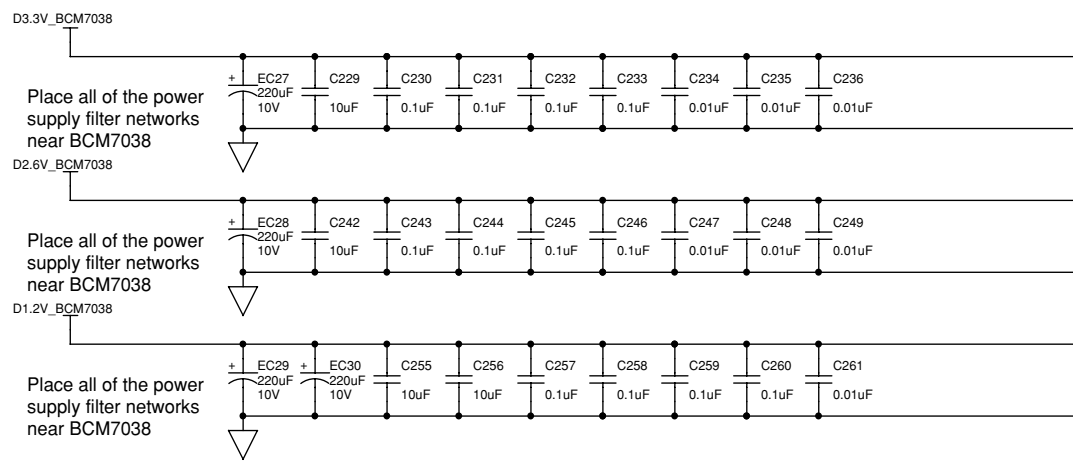 D3.3V_BCM7038
+ EC27 C229 C230 C231 C232 C233 C234 C235 C236
220uF
10V 10uF 0.1uF 0.1uF 0.1uF 0.1uF 0.01uF 0.01uF 0.01uF
Place all of the power
supply filter networks
near BCM7038
D2.6V_BCM7038
+ EC28 C242 C243 C244 C245 C246 C247 C248 C249
220uF
10V 10uF 0.1uF 0.1uF 0.1uF 0.1uF 0.01uF 0.01uF 0.01uF
Place all of the power
supply filter networks
near BCM7038
D1.2V_BCM7038
+ EC29 + EC30 C255 C256 C257 C258 C259 C260 C261
220uF 220uF
10V 10V 10uF 10uF 0.1uF 0.1uF 0.1uF 0.1uF 0.01uF
Place all of the power
supply filter networks
near BCM7038